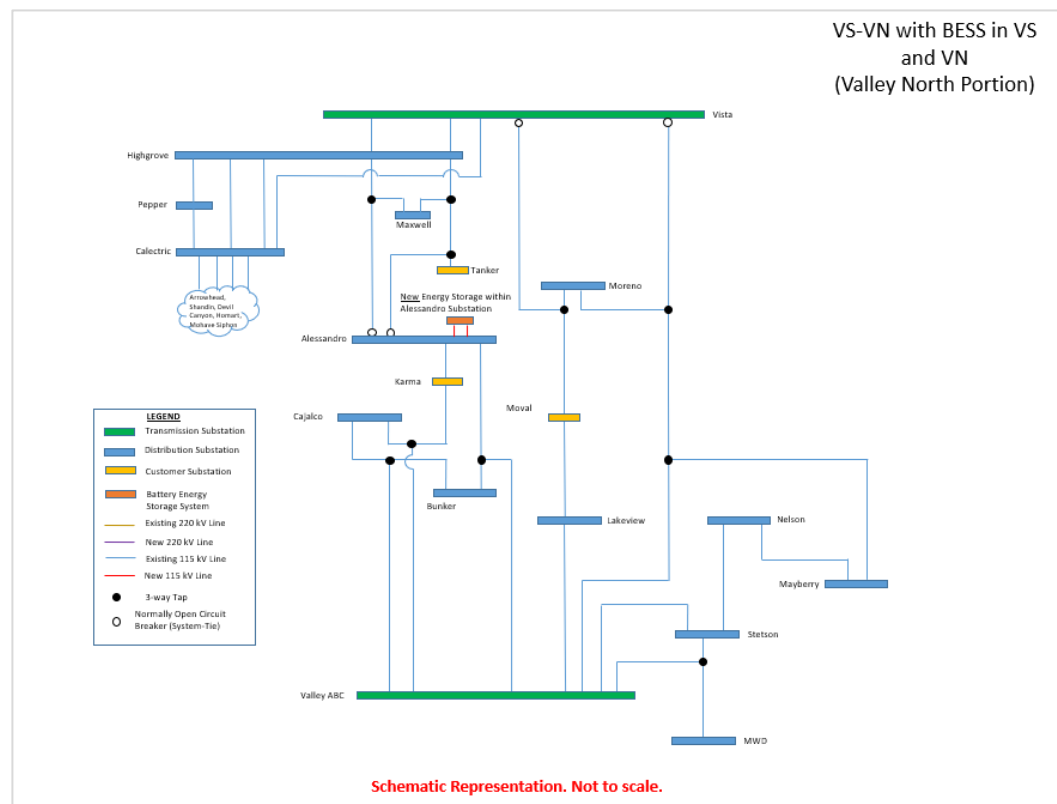 VS-VN with BESS in VS
and VN
(Valley North Portion)
Vista
Highgrove
Pepper
Maxwell
Calectric
Tanker
Arrowhead,
Shandin, Devil
Canyon, Homart,
Mohave Siphon
New Energy Storage within
Alessandro Substation
Moreno
Alessandro
Karma
Cajalco
Moval
Bunker
Lakeview
Nelson
Mayberry
Stetson
Valley ABC
MWD
LEGEND
Transmission Substation
Distribution Substation
Customer Substation
Battery Energy
Storage System
Existing 220 kV Line
New 220 kV Line
Existing 115 kV Line
New 115 kV Line
3-way Tap
Normally Open Circuit
Breaker (System-Tie)
Schematic Representation. Not to scale.